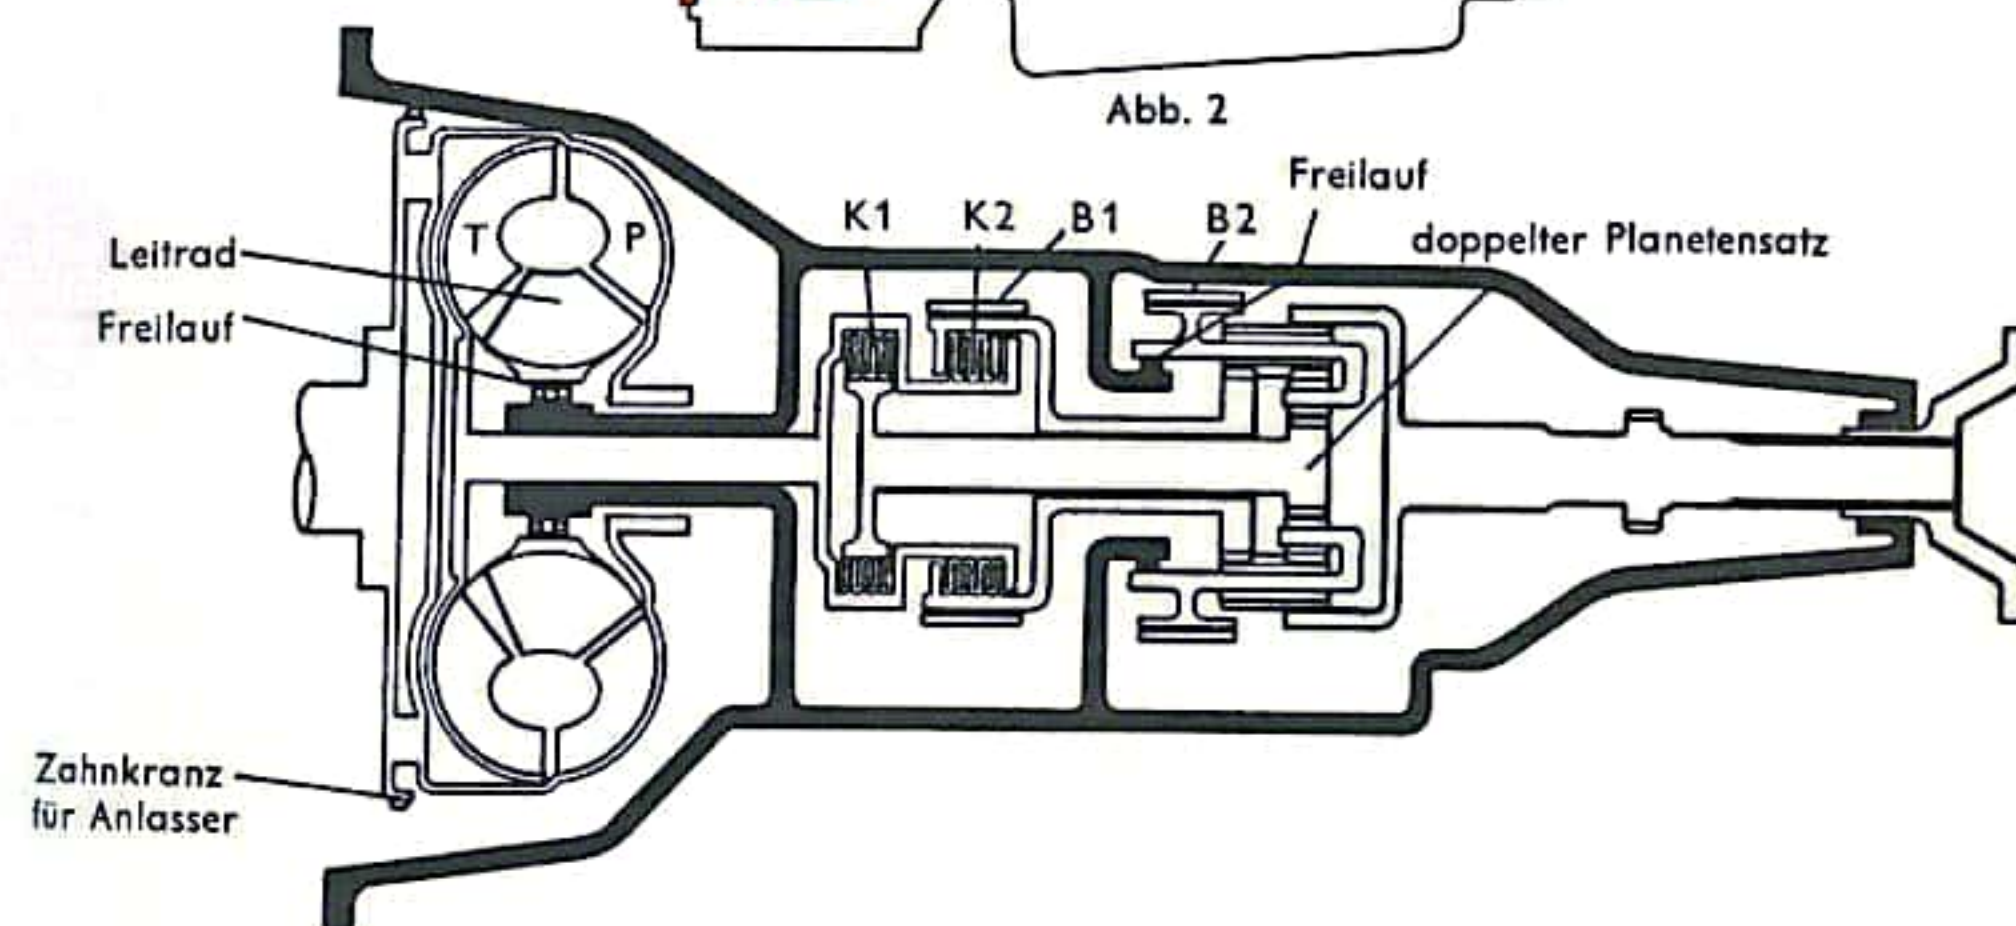 Abb. 2
Freilauf
K1 K2 B1 B2
doppelter Planetensatz
T P
Leitrad
Freilauf
Zahnkranz
für Anlasser